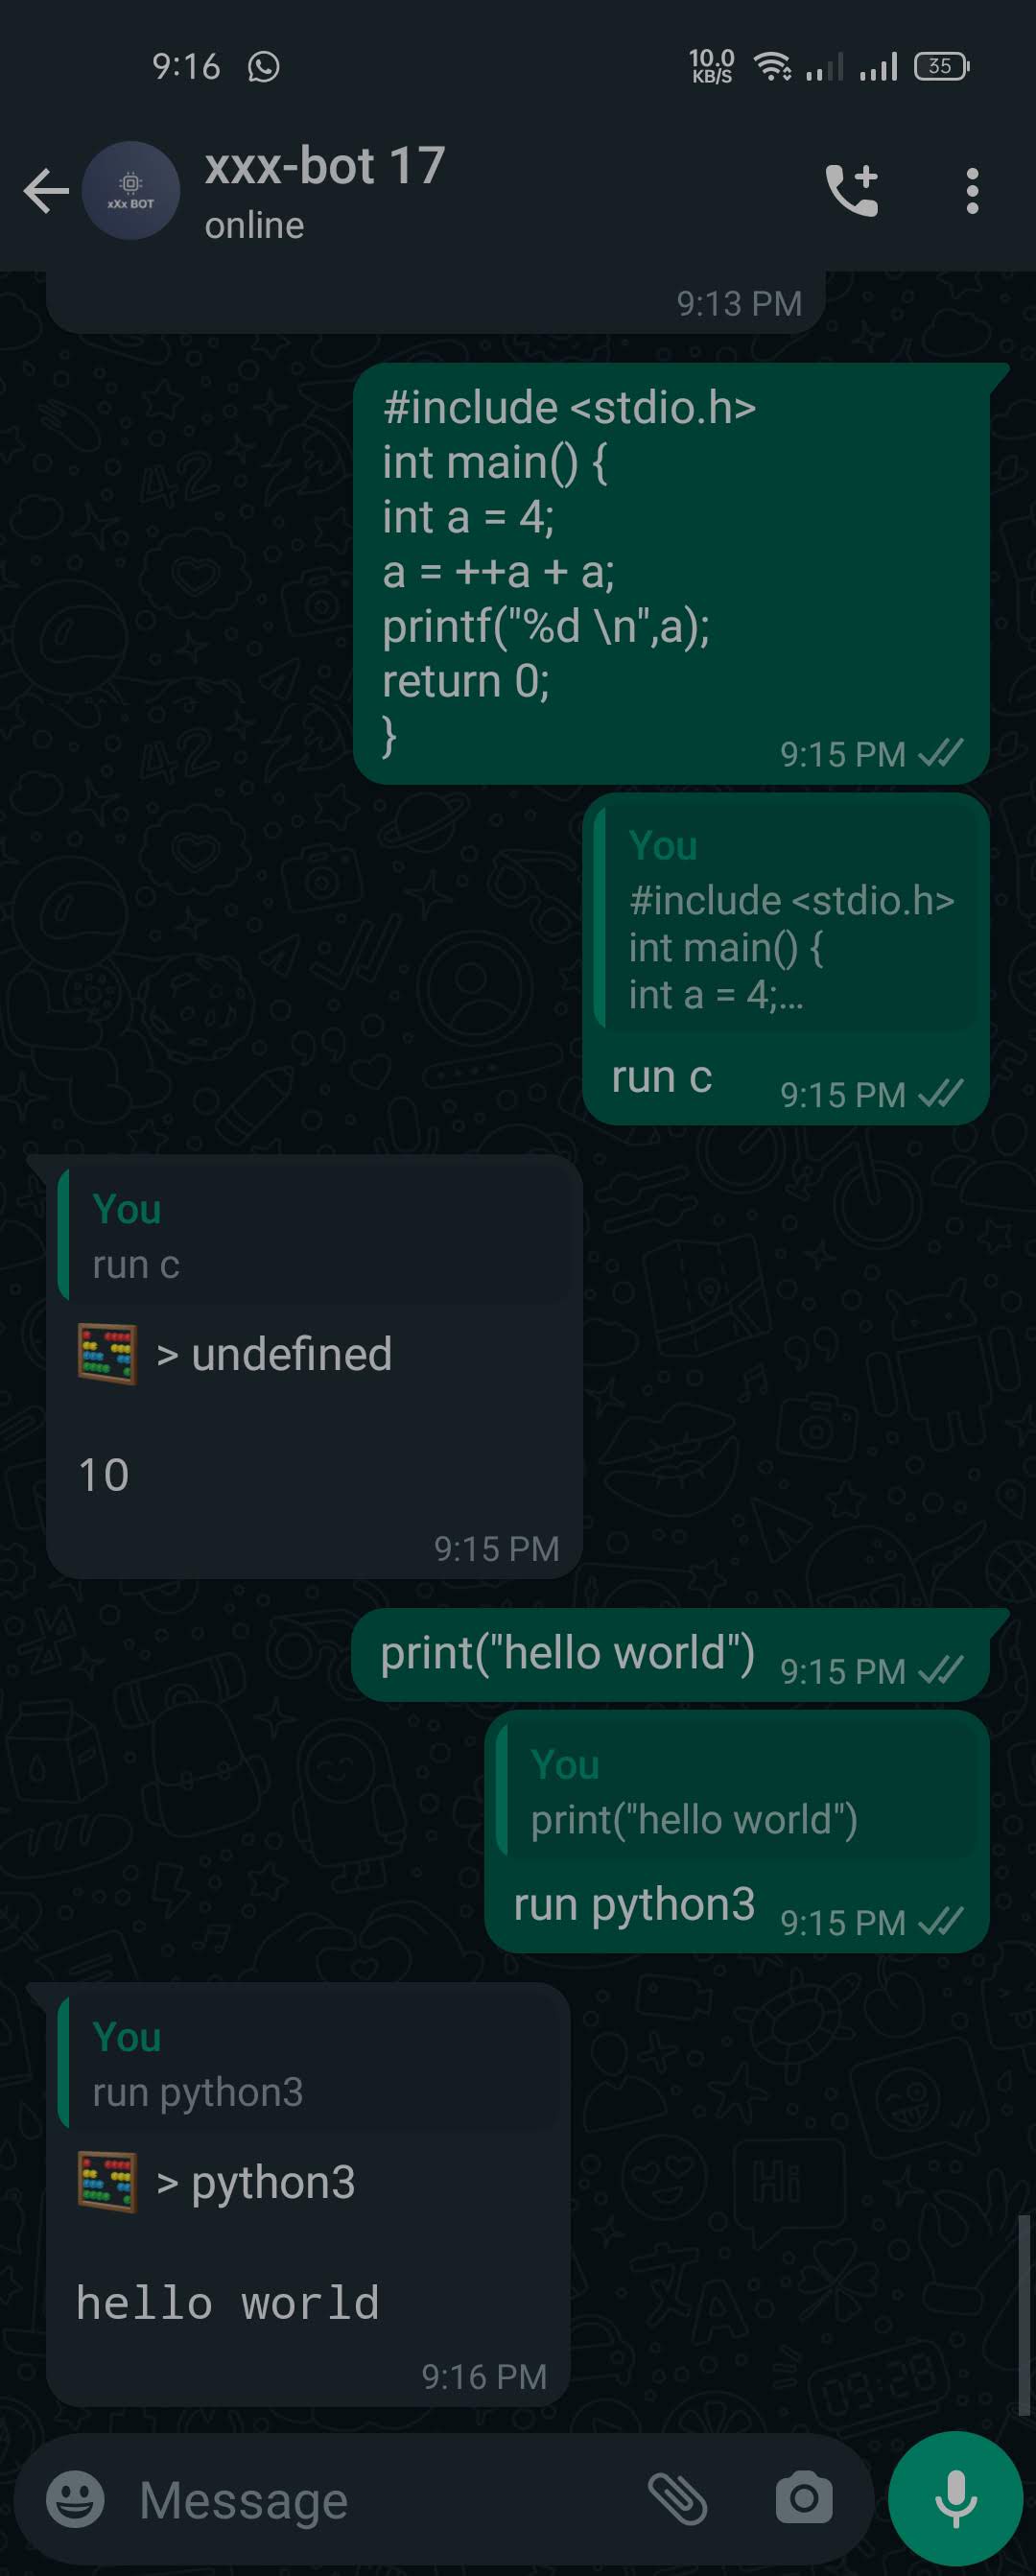 9:16
10.0
KB/S
35
xXx BOT
xxx-bot 17
online
9:13 PM
#include <stdio.h>
int main() {
int a = 4;
a = ++a + a;
printf("%d \n",a);
return 0;
}
9:15 PM
You
#include <stdio.h>
int main() {
int a = 4;...
run c
9:15 PM
You
run c
🧮 > undefined
10
9:15 PM
print("hello world")
9:15 PM
You
print("hello world")
run python3
9:15 PM
You
run python3
🧮 > python3
hello world
9:16 PM
Message